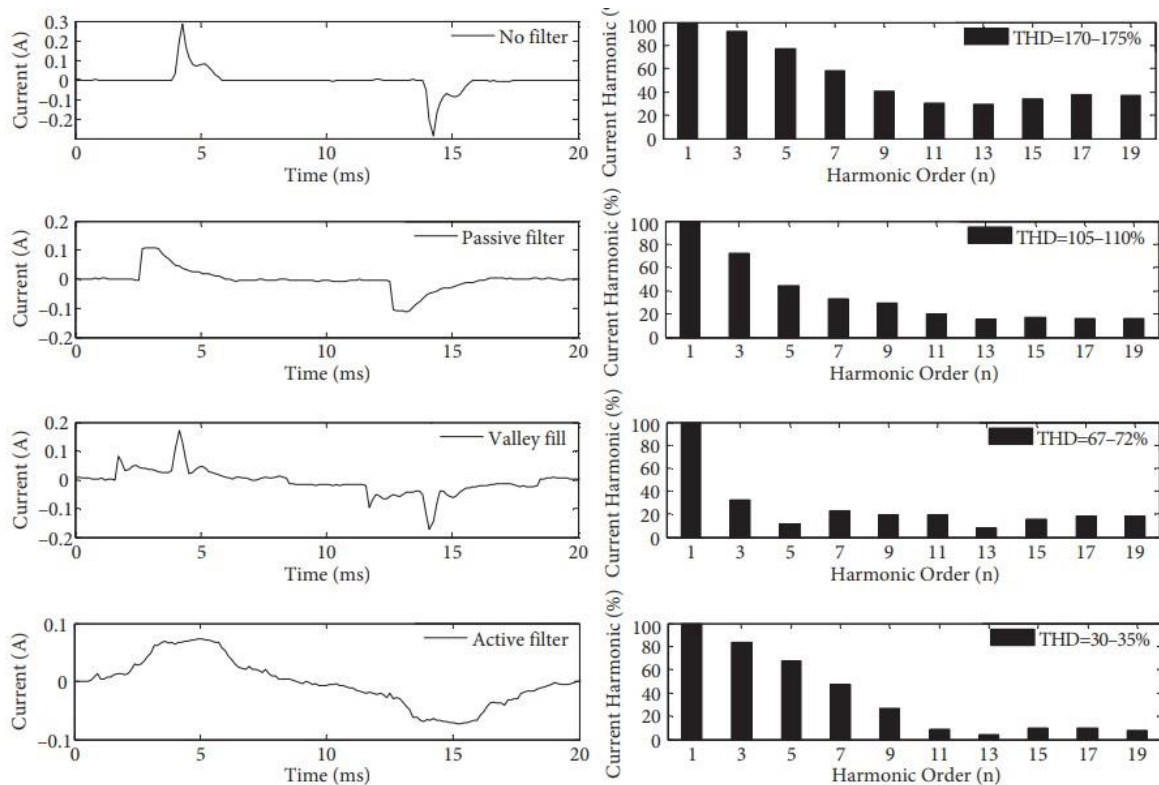 Current (A)
0.3
0.2
0.1
0
−0.1
−0.2
No filter
0 5 10 15 20
Time (ms)
Current Harmonic (
100
80
60
40
20
0
THD=170–175%
1 3 5 7 9 11 13 15 17 19
Harmonic Order (n)
Current (A)
0.2
0.1
0
−0.1
−0.2
Passive filter
0 5 10 15 20
Time (ms)
Current Harmonic (%)
100
80
60
40
20
0
THD=105–110%
1 3 5 7 9 11 13 15 17 19
Harmonic Order (n)
Current (A)
0.2
0.1
0
−0.1
−0.2
Valley fill
0 5 10 15 20
Time (ms)
Current Harmonic (%)
100
80
60
40
20
0
THD=67–72%
1 3 5 7 9 11 13 15 17 19
Harmonic Order (n)
Current (A)
0.1
0
−0.1
Active filter
0 5 10 15 20
Time (ms)
Current Harmonic (%)
100
80
60
40
20
0
THD=30–35%
1 3 5 7 9 11 13 15 17 19
Harmonic Order (n)